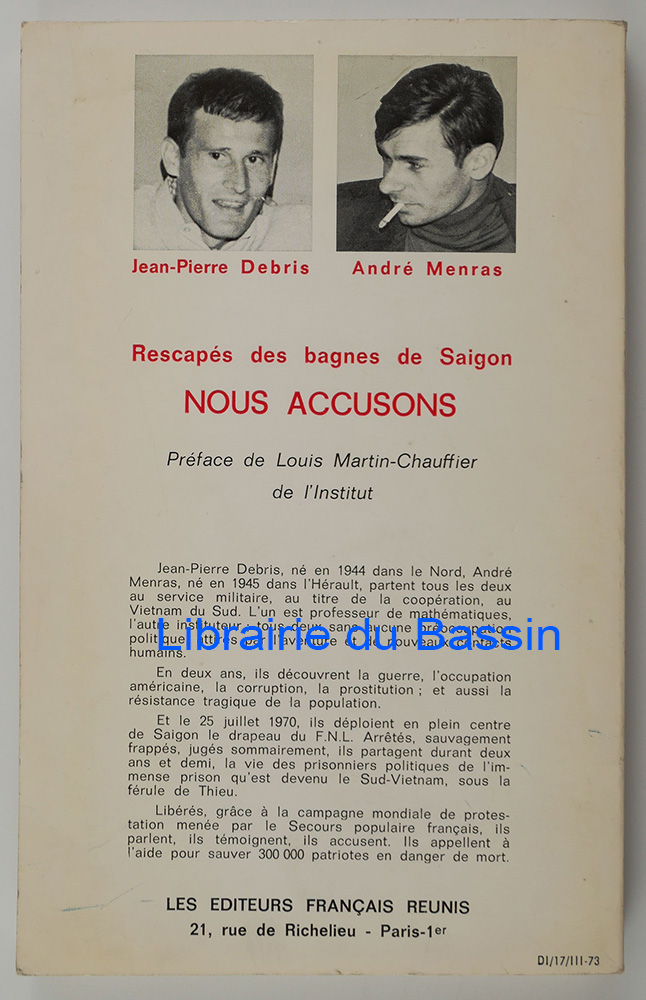 Jean-Pierre Debris
André Menras
Rescapés des bagnes de Saigon
NOUS ACCUSONS
Préface de Louis Martin-Chauffier
de l'Institut
Jean-Pierre Debris, né en 1944 dans le Nord, André
Menras, né en 1945 dans l'Hérault, partent tous les deux
au service militaire, au titre de la coopération, au
Vietnam du Sud. L'un est professeur de mathématiques,
l'autre instituteur ; tous deux sans aucune préoccupation
politique, attirés par l'aventure et de nouveaux contacts
humains.
Librairie du Bassin
En deux ans, ils découvrent la guerre, l'occupation
américaine, la corruption, la prostitution ; et aussi la
résistance tragique de la population.
Et le 25 juillet 1970, ils déploient en plein centre
de Saigon le drapeau du F.N.L. Arrêtés, sauvagement
frappés, jugés sommairement, ils partagent durant deux
ans et demi, la vie des prisonniers politiques de l'im-
mense prison qu'est devenu le Sud-Vietnam, sous la
férule de Thieu.
Libérés, grâce à la campagne mondiale de protes-
tation menée par le Secours populaire français, ils
parlent, ils témoignent, ils accusent. Ils appellent à
l'aide pour sauver 300 000 patriotes en danger de mort.
LES EDITEURS FRANÇAIS REUNIS
21, rue de Richelieu - Paris-1er
DI/17/III-73